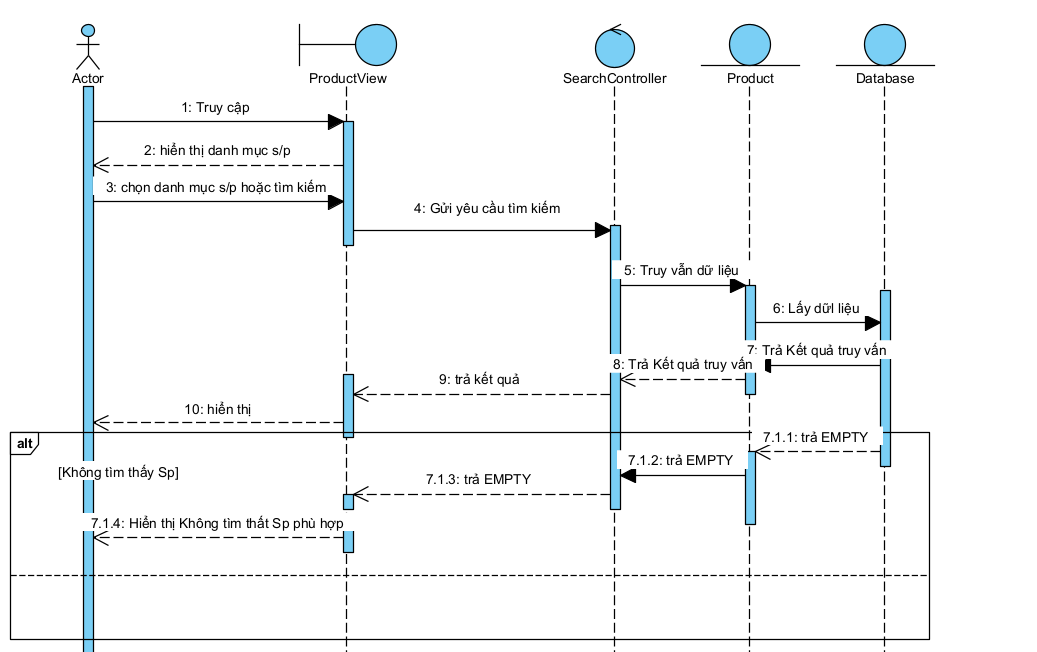 Actor
ProductView
SearchController
Product
Database
1: Truy cập
2: hiển thị danh mục s/p
3: chọn danh mục s/p hoặc tìm kiếm
4: Gửi yêu cầu tìm kiếm
5: Truy vẫn dữ liệu
6: Lấy dữl liệu
7: Trả Kết quả truy vấn
8: Trả Kết quả truy vấn
9: trả kết quả
10: hiển thị
alt
7.1.1: trả EMPTY
7.1.2: trả EMPTY
[Không tìm thấy Sp]
7.1.3: trả EMPTY
7.1.4: Hiển thị Không tìm thất Sp phù hợp